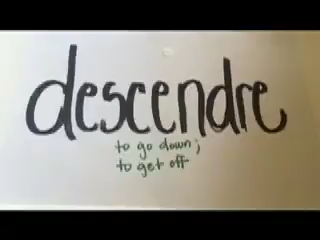 descendre
to go down;
to get off